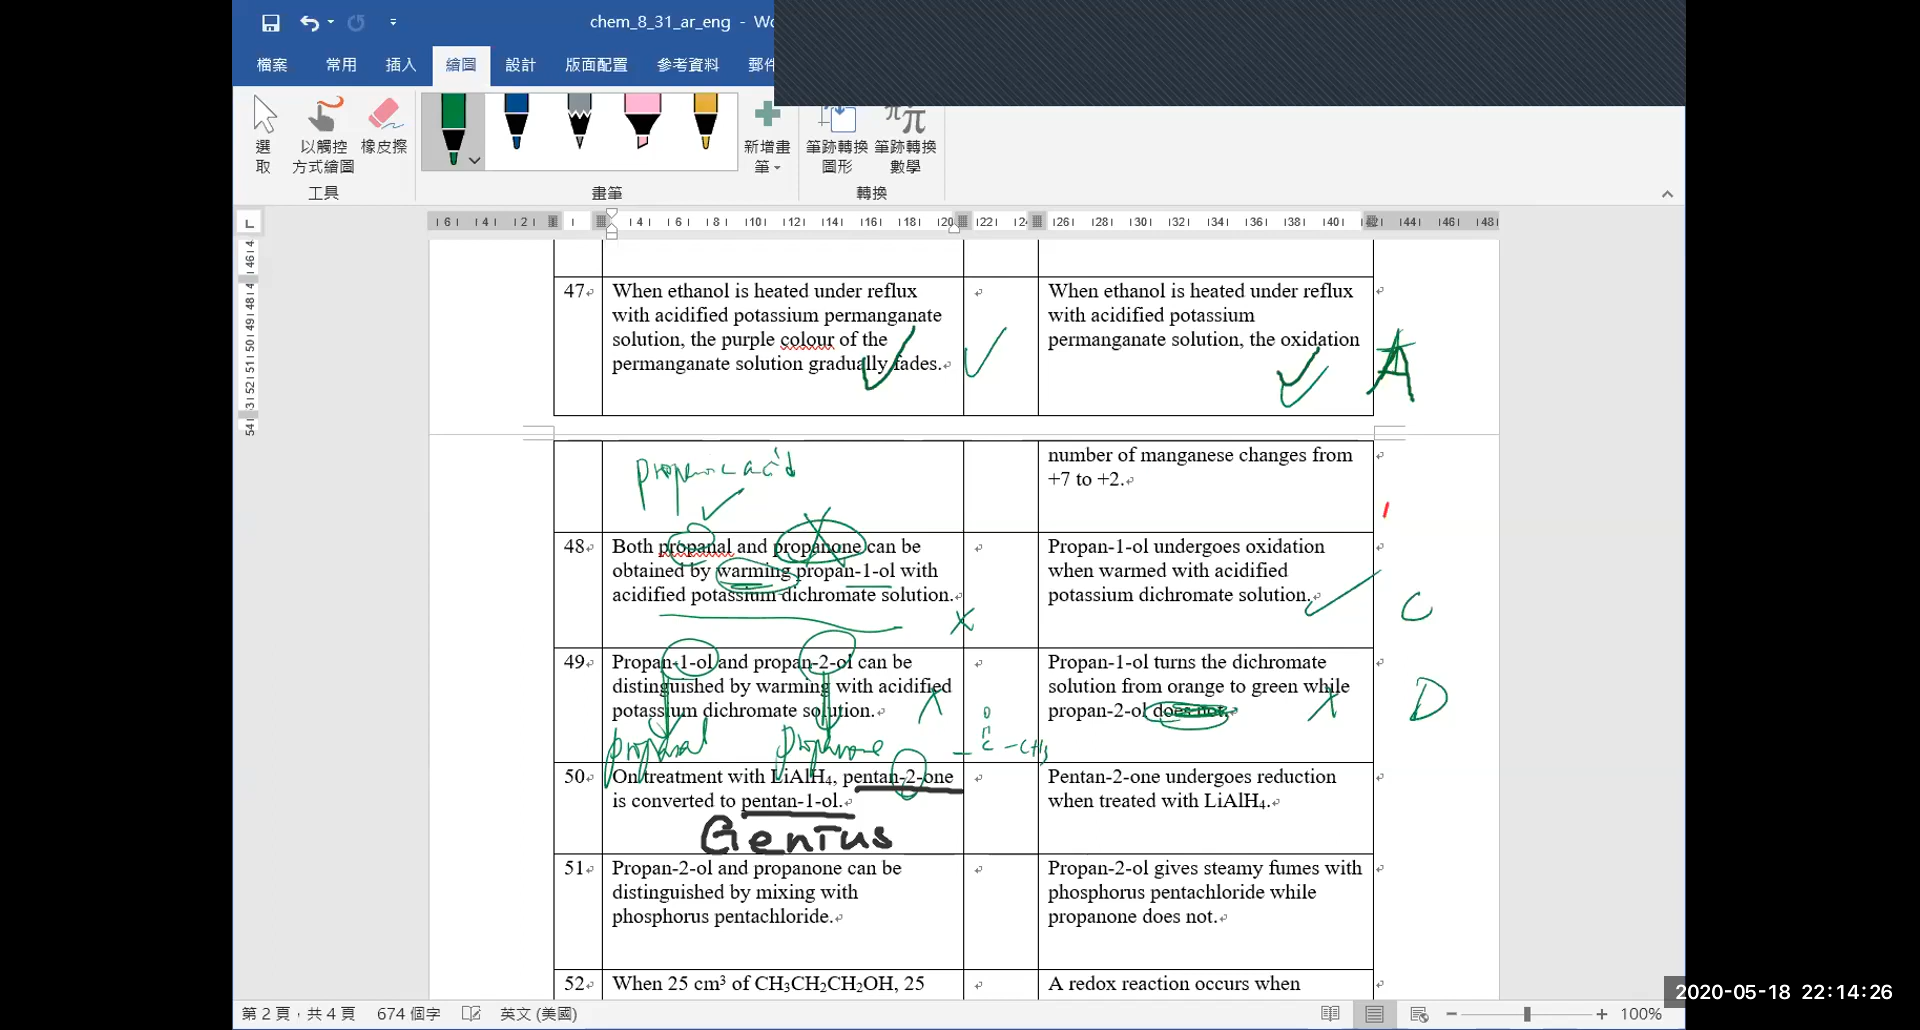 chem_8_31_ar_eng - Wo
檔案 常用 插入 繪圖 設計 版面配置 參考資料 郵件
選取 以觸控方式繪圖 橡皮擦 新增畫筆 筆跡轉換圖形 筆跡轉換數學
工具 畫筆 轉換
47 When ethanol is heated under reflux
with acidified potassium permanganate
solution, the purple colour of the
permanganate solution gradually fades.
When ethanol is heated under reflux
with acidified potassium
permanganate solution, the oxidation
A
propanoic acid
number of manganese changes from
+7 to +2.
48 Both propanal and propanone can be
obtained by warming propan-1-ol with
acidified potassium dichromate solution.
Propan-1-ol undergoes oxidation
when warmed with acidified
potassium dichromate solution.
C
49 Propan-1-ol and propan-2-ol can be
distinguished by warming with acidified
potassium dichromate solution.
Propan-1-ol turns the dichromate
solution from orange to green while
propan-2-ol does not.
D
propanal propanone
O
C -CH3
50 On treatment with LiAlH4, pentan-2-one
is converted to pentan-1-ol.
Genius
Pentan-2-one undergoes reduction
when treated with LiAlH4.
51 Propan-2-ol and propanone can be
distinguished by mixing with
phosphorus pentachloride.
Propan-2-ol gives steamy fumes with
phosphorus pentachloride while
propanone does not.
52 When 25 cm³ of CH3CH2CH2OH, 25
A redox reaction occurs when
第 2 頁，共 4 頁 674 個字 英文 (美國) 100%
2020-05-18 22:14:26